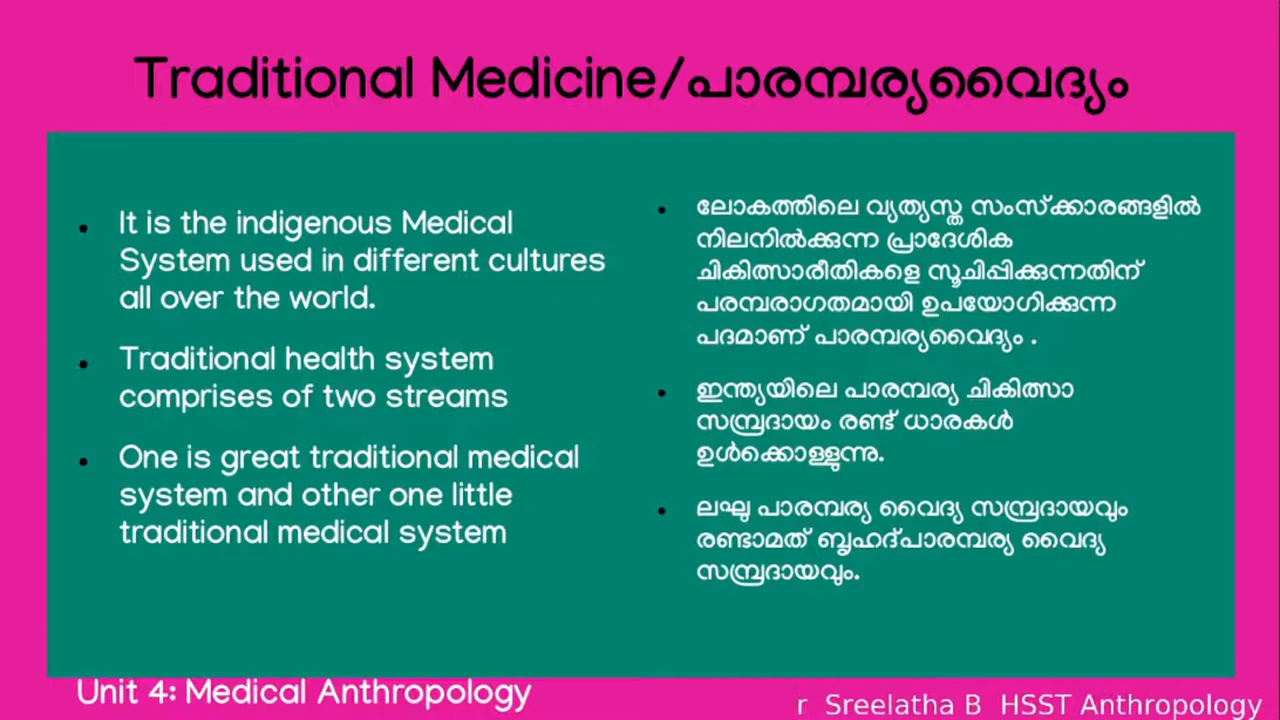 Traditional Medicine/പാരമ്പര്യവൈദ്യം
• It is the indigenous Medical
System used in different cultures
all over the world.
• Traditional health system
comprises of two streams
• One is great traditional medical
system and other one little
traditional medical system
• ലോകത്തിലെ വ്യത്യസ്ത സംസ്ക്കാരങ്ങളിൽ
നിലനിൽക്കുന്ന പ്രാദേശിക
ചികിത്സാരീതികളെ സൂചിപ്പിക്കുന്നതിന്
പരമ്പരാഗതമായി ഉപയോഗിക്കുന്ന
പദമാണ് പാരമ്പര്യവൈദ്യം .
• ഇന്ത്യയിലെ പാരമ്പര്യ ചികിത്സാ
സമ്പ്രദായം രണ്ട് ധാരകൾ
ഉൾക്കൊള്ളുന്നു.
• ലഘു പാരമ്പര്യ വൈദ്യ സമ്പ്രദായവും
രണ്ടാമത് ബൃഹദ്പാരമ്പര്യ വൈദ്യ
സമ്പ്രദായവും.
Unit 4: Medical Anthropology
r Sreelatha B HSST Anthropology